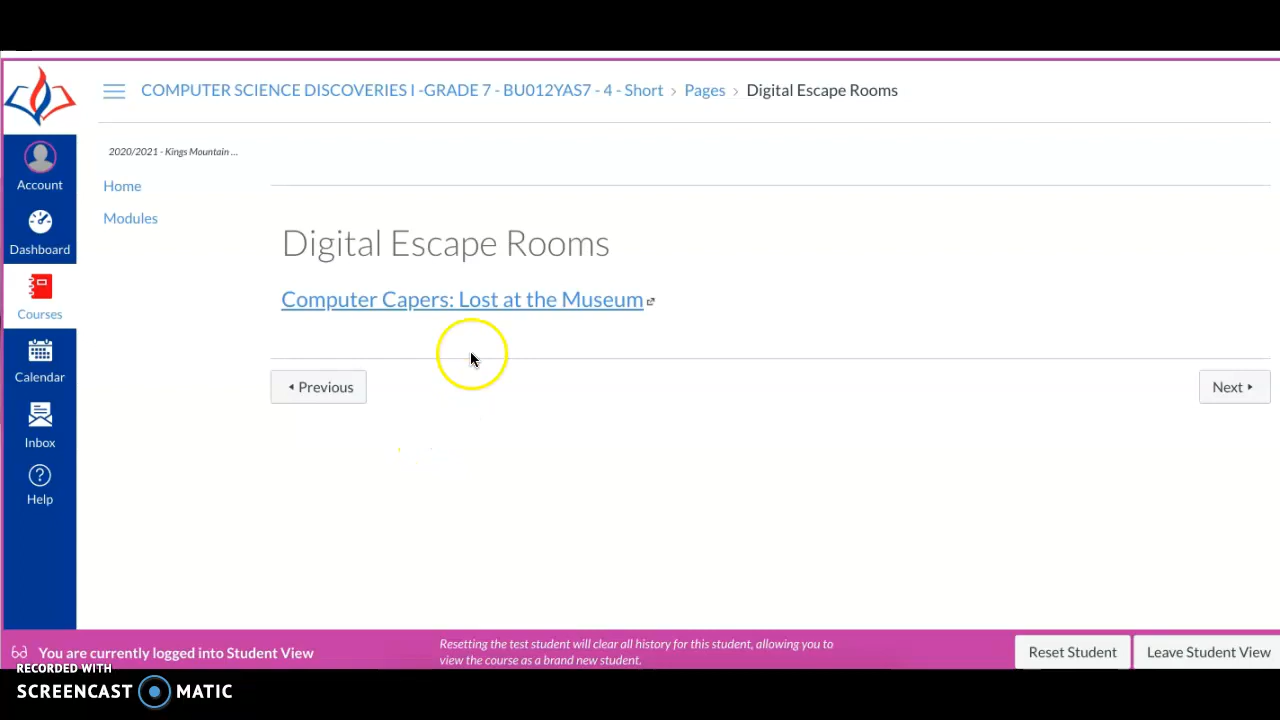 COMPUTER SCIENCE DISCOVERIES I -GRADE 7 - BU012YAS7 - 4 - Short › Pages › Digital Escape Rooms
2020/2021 - Kings Mountain ...
Home
Modules
Account
Dashboard
Courses
Calendar
Inbox
Help
Digital Escape Rooms
Computer Capers: Lost at the Museum
Previous
Next
You are currently logged into Student View
Resetting the test student will clear all history for this student, allowing you to
view the course as a brand new student.
Reset Student
Leave Student View
RECORDED WITH
SCREENCAST MATIC